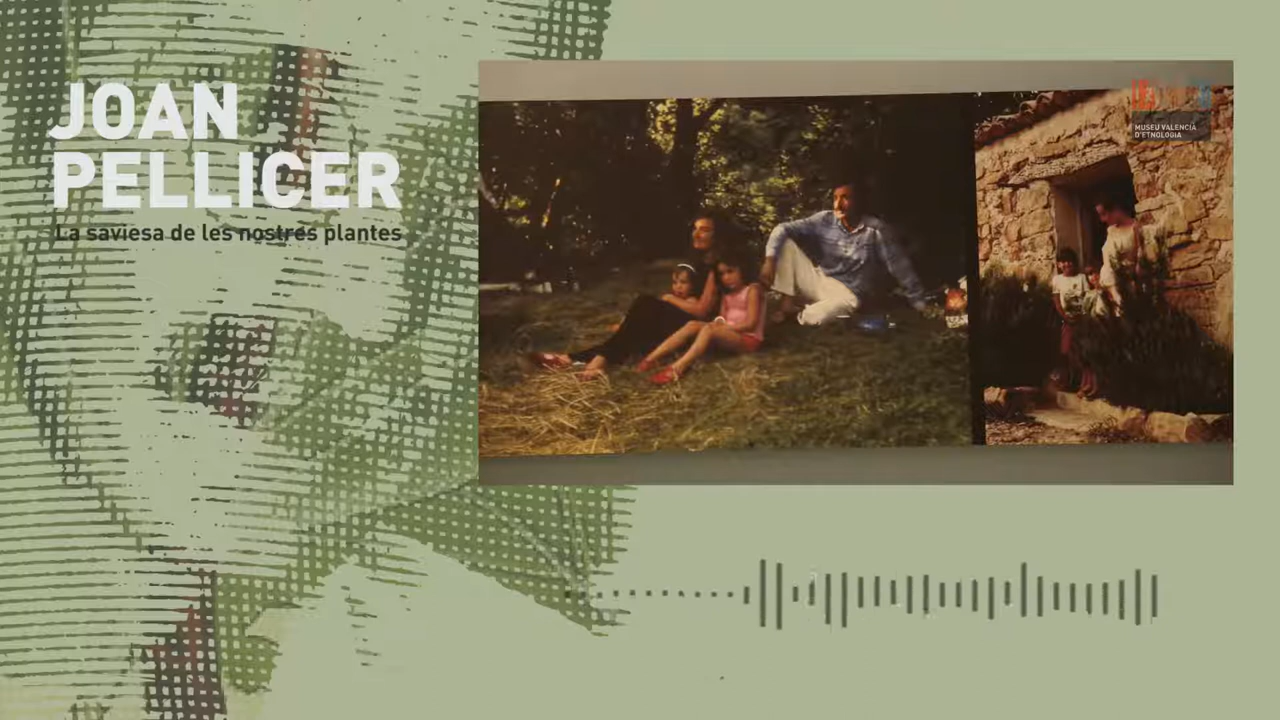 JOAN
PELLICER
La saviesa de les nostres plantes
MUSEU VALENCIÀ
D'ETNOLOGIA